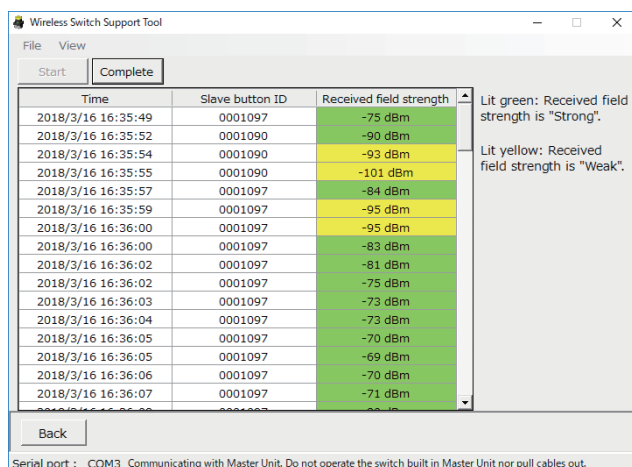 Wireless Switch Support Tool
File View
Start Complete
Time Slave button ID Received field strength
2018/3/16 16:35:49 0001097 -75 dBm
2018/3/16 16:35:52 0001090 -90 dBm
2018/3/16 16:35:54 0001090 -93 dBm
2018/3/16 16:35:55 0001090 -101 dBm
2018/3/16 16:35:57 0001097 -84 dBm
2018/3/16 16:35:59 0001097 -95 dBm
2018/3/16 16:36:00 0001097 -95 dBm
2018/3/16 16:36:00 0001097 -83 dBm
2018/3/16 16:36:02 0001097 -81 dBm
2018/3/16 16:36:02 0001097 -75 dBm
2018/3/16 16:36:03 0001097 -73 dBm
2018/3/16 16:36:04 0001097 -73 dBm
2018/3/16 16:36:05 0001097 -70 dBm
2018/3/16 16:36:05 0001097 -69 dBm
2018/3/16 16:36:06 0001097 -70 dBm
2018/3/16 16:36:07 0001097 -71 dBm
Lit green: Received field
strength is "Strong".
Lit yellow: Received
field strength is "Weak".
Back
Serial port : COM3 Communicating with Master Unit. Do not operate the switch built in Master Unit nor pull cables out.